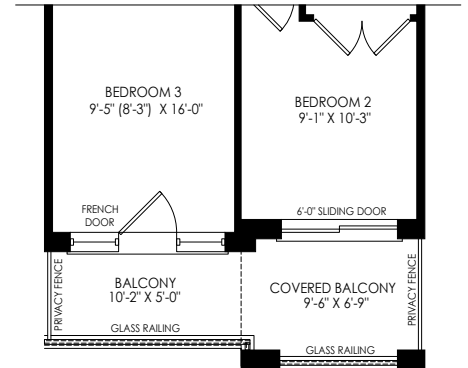 BEDROOM 3
9'-5" (8'-3") X 16'-0"
BEDROOM 2
9'-1" X 10'-3"
FRENCH
DOOR
6'-0" SLIDING DOOR
PRIVACY FENCE
BALCONY
10'-2" X 5'-0"
GLASS RAILING
COVERED BALCONY
9'-6" X 6'-9"
PRIVACY FENCE
GLASS RAILING